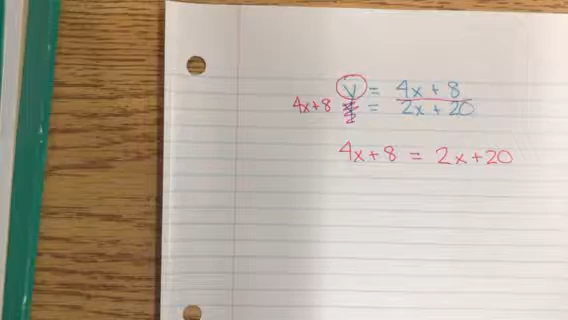 y = 4x + 8
4x+8 = 2x + 20
4x+8 = 2x+20